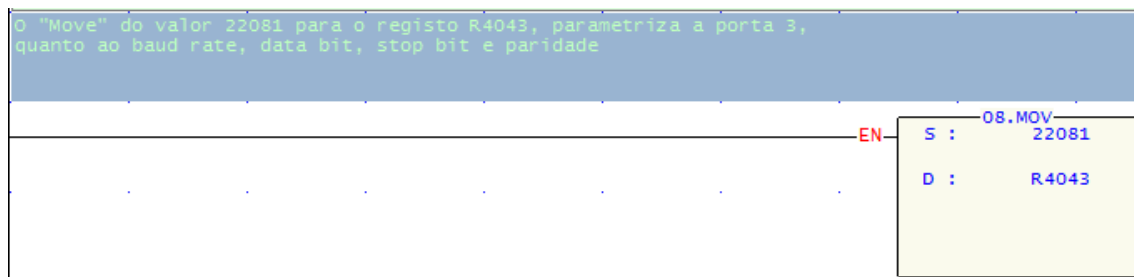 O "Move" do valor 22081 para o registo R4043, parametriza a porta 3,
quanto ao baud rate, data bit, stop bit e paridade
08.MOV
EN S : 22081
D : R4043